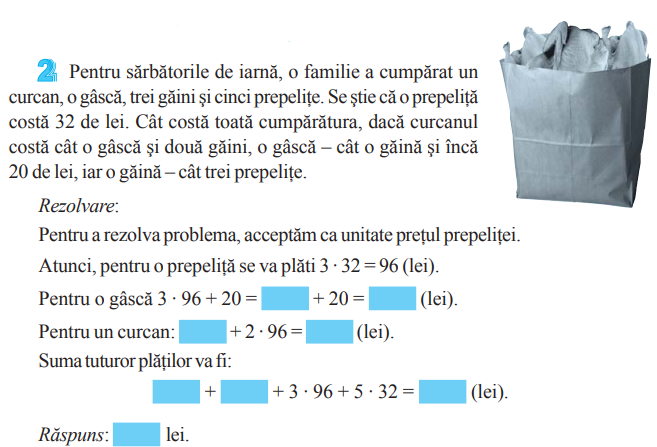 2 Pentru sărbătorile de iarnă, o familie a cumpărat un
curcan, o gâscă, trei găini și cinci prepelițe. Se știe că o prepeliță
costă 32 de lei. Cât costă toată cumpărătura, dacă curcanul
costă cât o gâscă și două găini, o gâscă – cât o găină și încă
20 de lei, iar o găină – cât trei prepelițe.
Rezolvare:
Pentru a rezolva problema, acceptăm ca unitate prețul prepeliței.
Atunci, pentru o prepeliță se va plăti 3 · 32 = 96 (lei).
Pentru o gâscă 3 · 96 + 20 = + 20 = (lei).
Pentru un curcan: + 2 · 96 = (lei).
Suma tuturor plăților va fi:
+ + 3 · 96 + 5 · 32 = (lei).
Răspuns: lei.